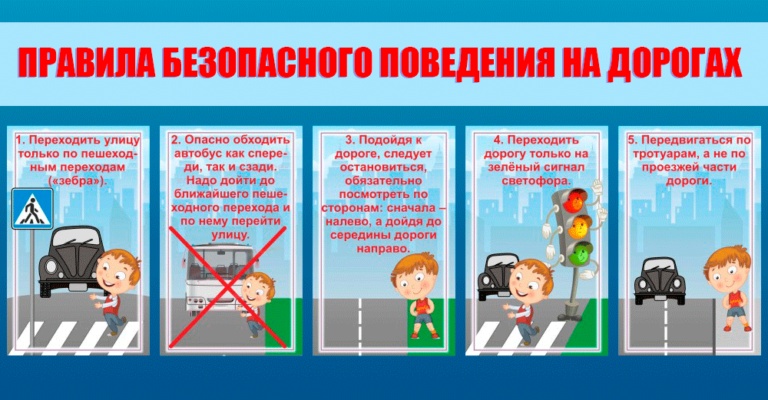 ПРАВИЛА БЕЗОПАСНОГО ПОВЕДЕНИЯ НА ДОРОГАХ
1. Переходить улицу
только по пешеход-
ным переходам
(«зебра»).
2. Опасно обходить
автобус как спере-
ди, так и сзади.
Надо дойти до
ближайшего пеше-
ходного перехода и
по нему перейти
улицу.
3. Подойдя к
дороге, следует
остановиться,
обязательно
посмотреть по
сторонам: сначала –
налево, а дойдя до
середины дороги
направо.
4. Переходить
дорогу только на
зелёный сигнал
светофора.
5. Передвигаться по
тротуарам, а не по
проезжей части
дороги.